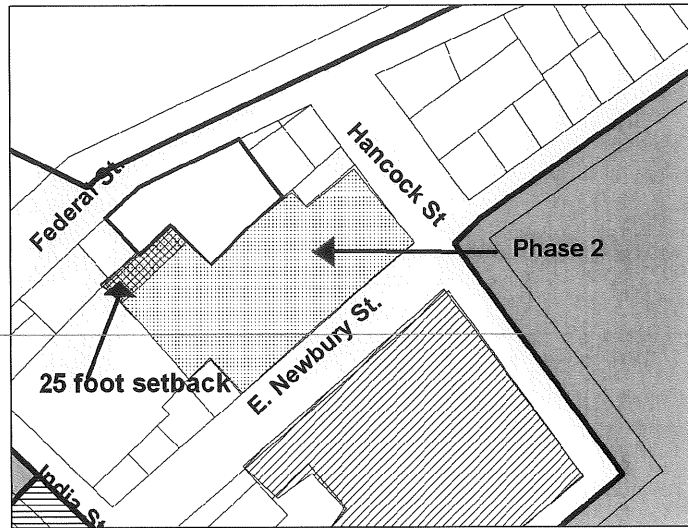 Hancock St
Federal St.
Phase 2
25 foot setback
E. Newbury St.
India St.